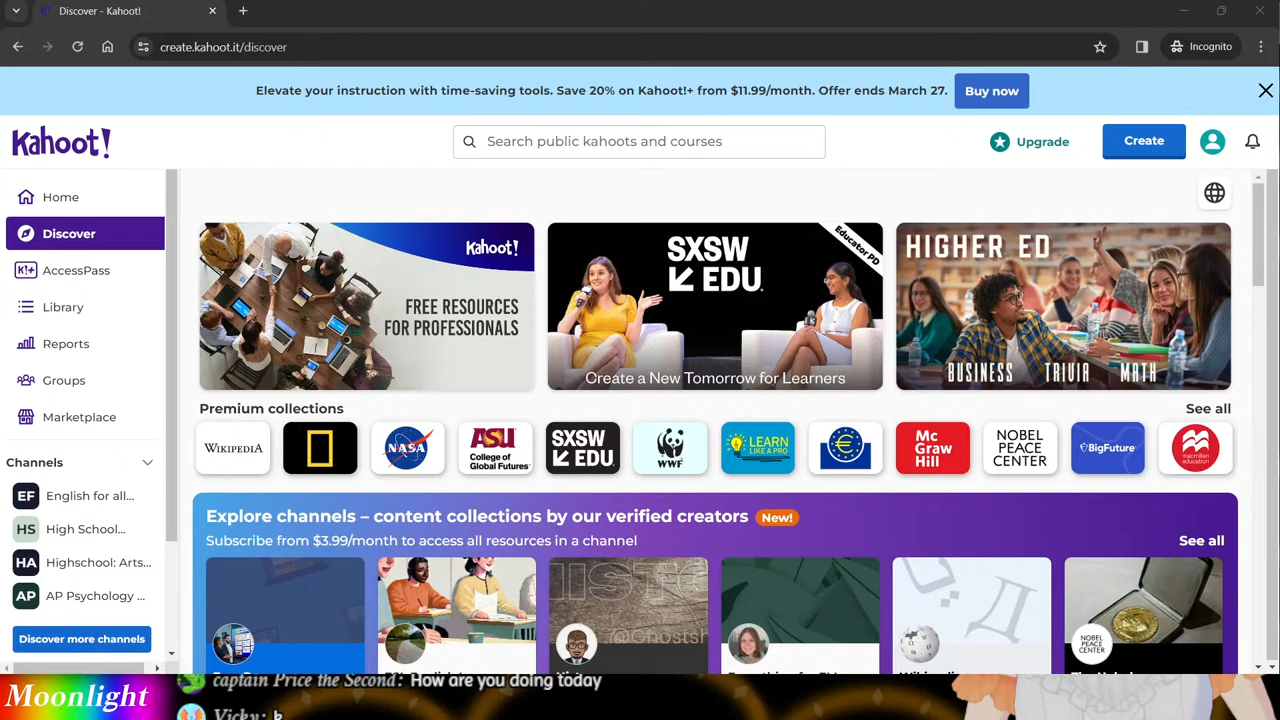 Discover - Kahoot!
create.kahoot.it/discover
Incognito
Elevate your instruction with time-saving tools. Save 20% on Kahoot!+ from $11.99/month. Offer ends March 27.
Buy now
Kahoot!
Search public kahoots and courses
Upgrade
Create
Home
Discover
K!+ AccessPass
Library
Reports
Groups
Marketplace
Channels
EF English for all...
HS High School...
HA Highschool: Arts...
AP AP Psychology ...
Discover more channels
Kahoot!
FREE RESOURCES
FOR PROFESSIONALS
Educator PD
SXSW
EDU
Create a New Tomorrow for Learners
HIGHER ED
BUSINESS TRIVIA MATH
Premium collections
See all
WIKIPEDIA
NASA
ASU
College of
Global Futures
SXSW
EDU
WWF
LEARN
LIKE A PRO
€
Mc
Graw
Hill
NOBEL
PEACE
CENTER
BigFuture
macmillan
education
Explore channels – content collections by our verified creators New!
Subscribe from $3.99/month to access all resources in a channel
See all
@Ghostsh
NOBEL
PEACE
CENTER
Moonlight
captain Price the Second: How are you doing today
Vicky: